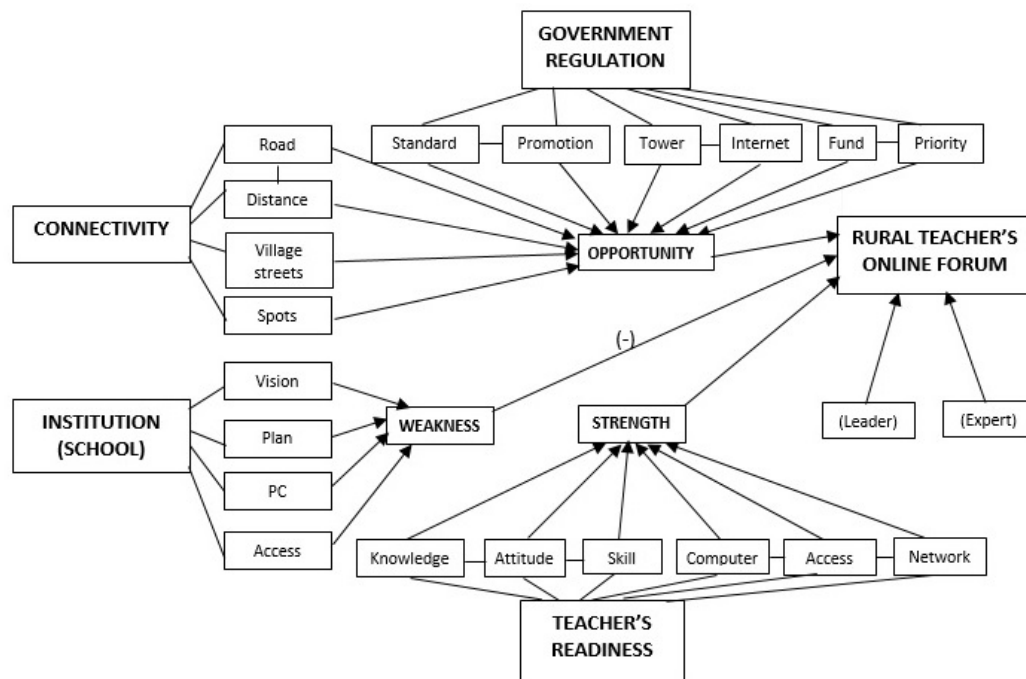 GOVERNMENT
REGULATION
Standard
Promotion
Tower
Internet
Fund
Priority
Road
Distance
Village
streets
Spots
CONNECTIVITY
OPPORTUNITY
RURAL TEACHER'S
ONLINE FORUM
(-)
Vision
Plan
PC
Access
INSTITUTION
(SCHOOL)
WEAKNESS
STRENGTH
(Leader)
(Expert)
Knowledge
Attitude
Skill
Computer
Access
Network
TEACHER'S
READINESS